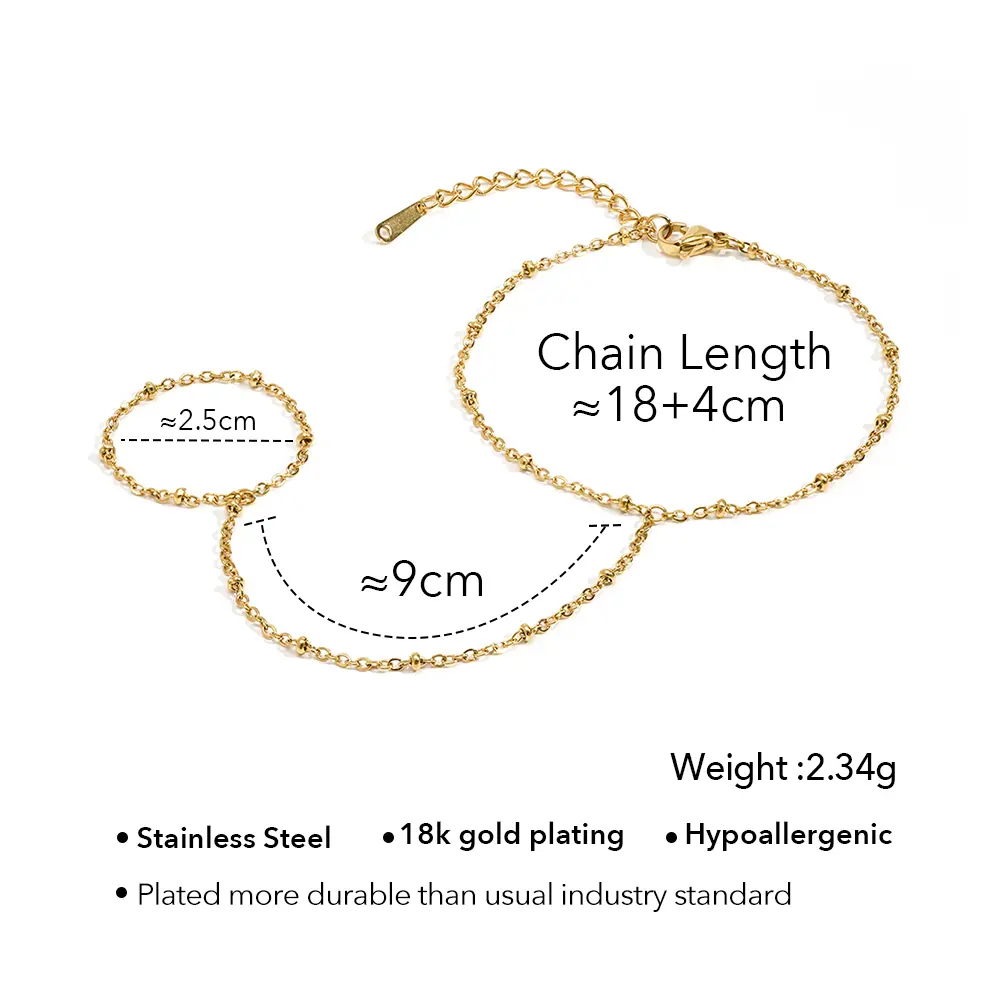 Chain Length
≈18+4cm
≈2.5cm
≈9cm
Weight :2.34g
• Stainless Steel • 18k gold plating • Hypoallergenic
• Plated more durable than usual industry standard